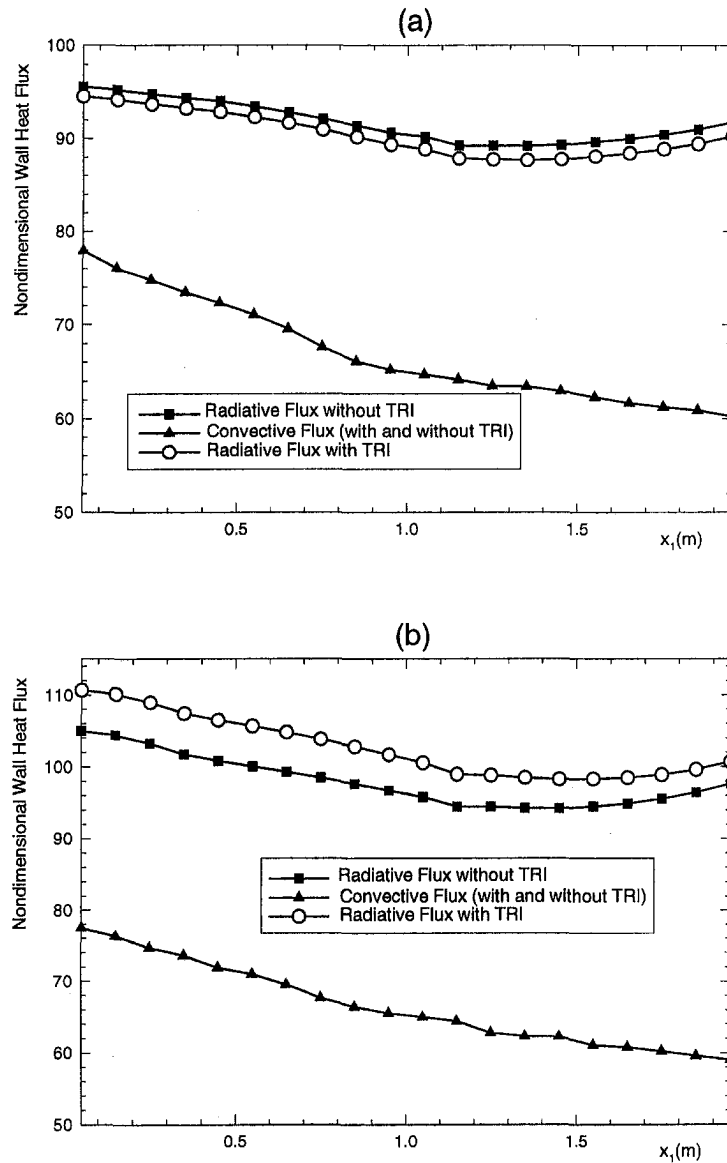 (a)
100
90
80
70
60
50
Nondimensional Wall Heat Flux
Radiative Flux without TRI
Convective Flux (with and without TRI)
Radiative Flux with TRI
0.5
1.0
1.5
x₁(m)
(b)
110
100
90
80
70
60
50
Nondimensional Wall Heat Flux
Radiative Flux without TRI
Convective Flux (with and without TRI)
Radiative Flux with TRI
0.5
1.0
1.5
x₁(m)